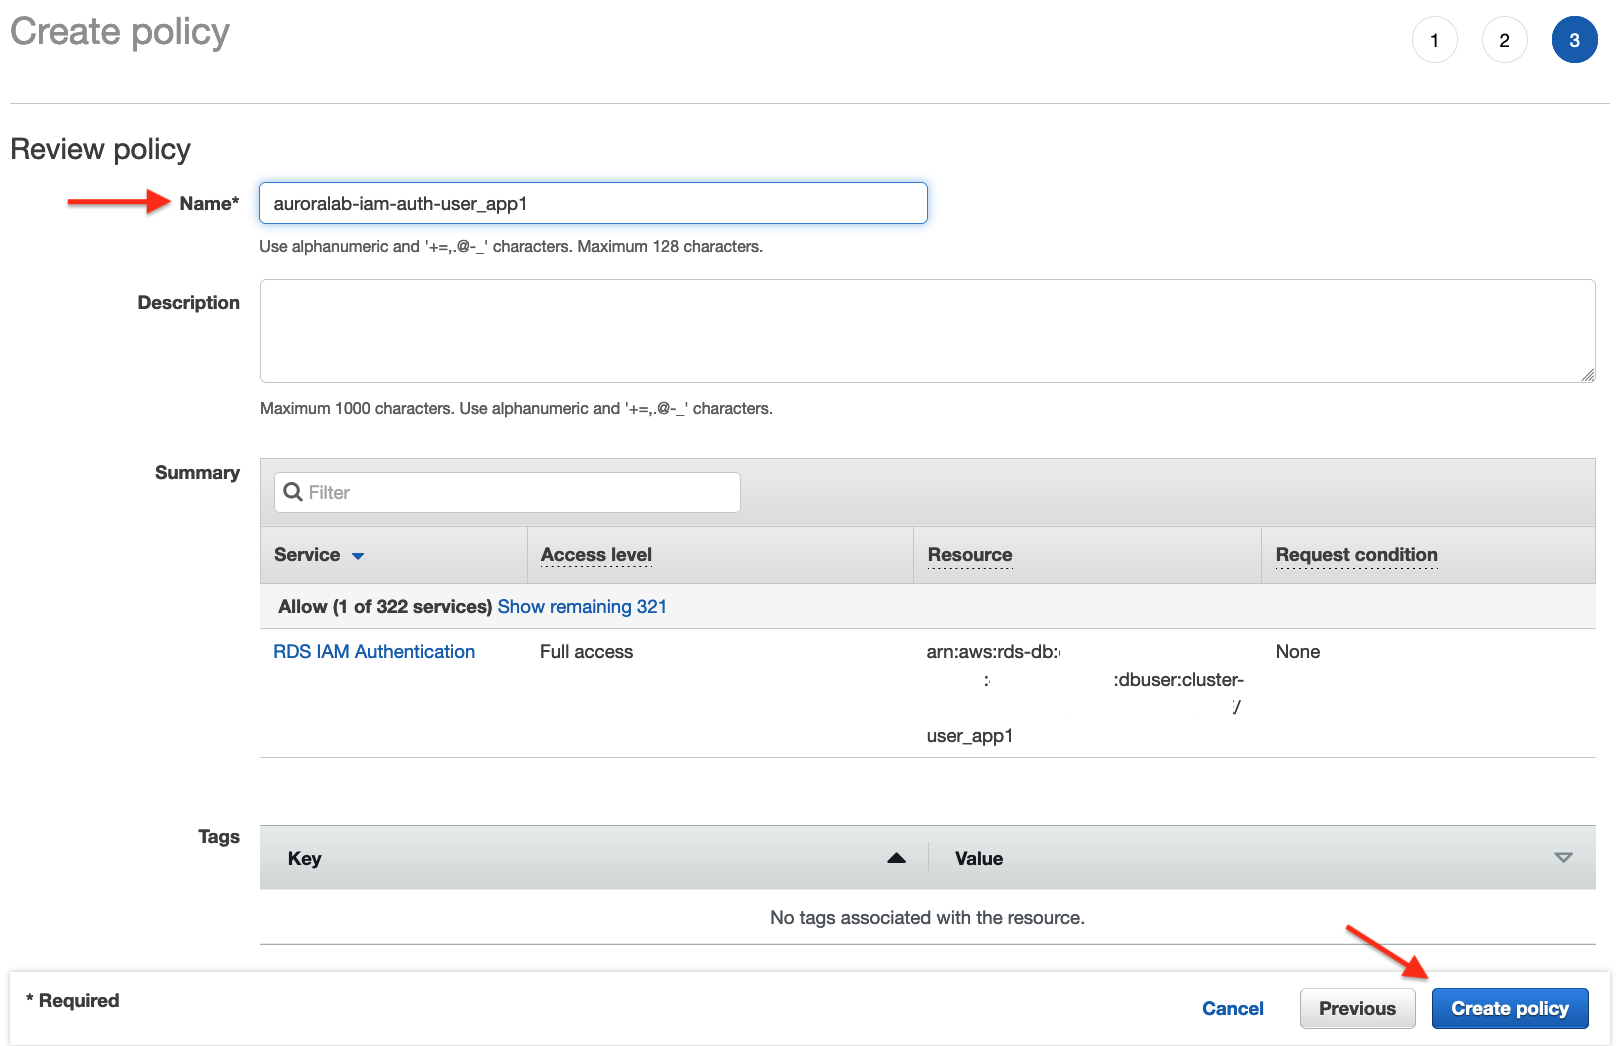 Create policy
1 2 3
Review policy
Name* auroralab-iam-auth-user_app1
Use alphanumeric and '+=,.@-_' characters. Maximum 128 characters.
Description
Maximum 1000 characters. Use alphanumeric and '+=,.@-_' characters.
Summary
Filter
Service Access level Resource Request condition
Allow (1 of 322 services) Show remaining 321
RDS IAM Authentication Full access arn:aws:rds-db: None
: :dbuser:cluster-
/
user_app1
Tags
Key Value
No tags associated with the resource.
* Required
Cancel Previous Create policy